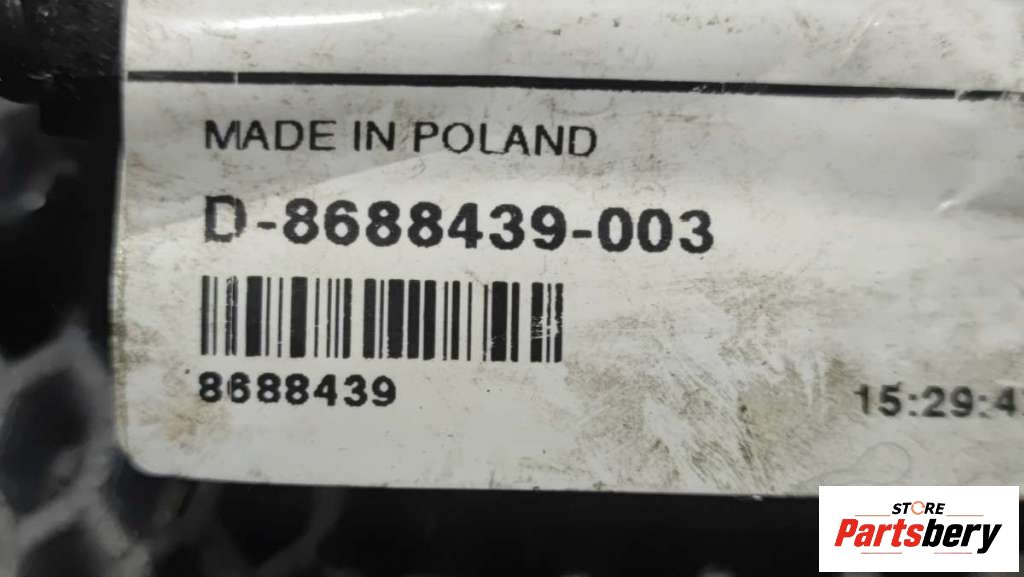 MADE IN POLAND
D-8688439-003
8688439
15:29:4
STORE
Partsbery